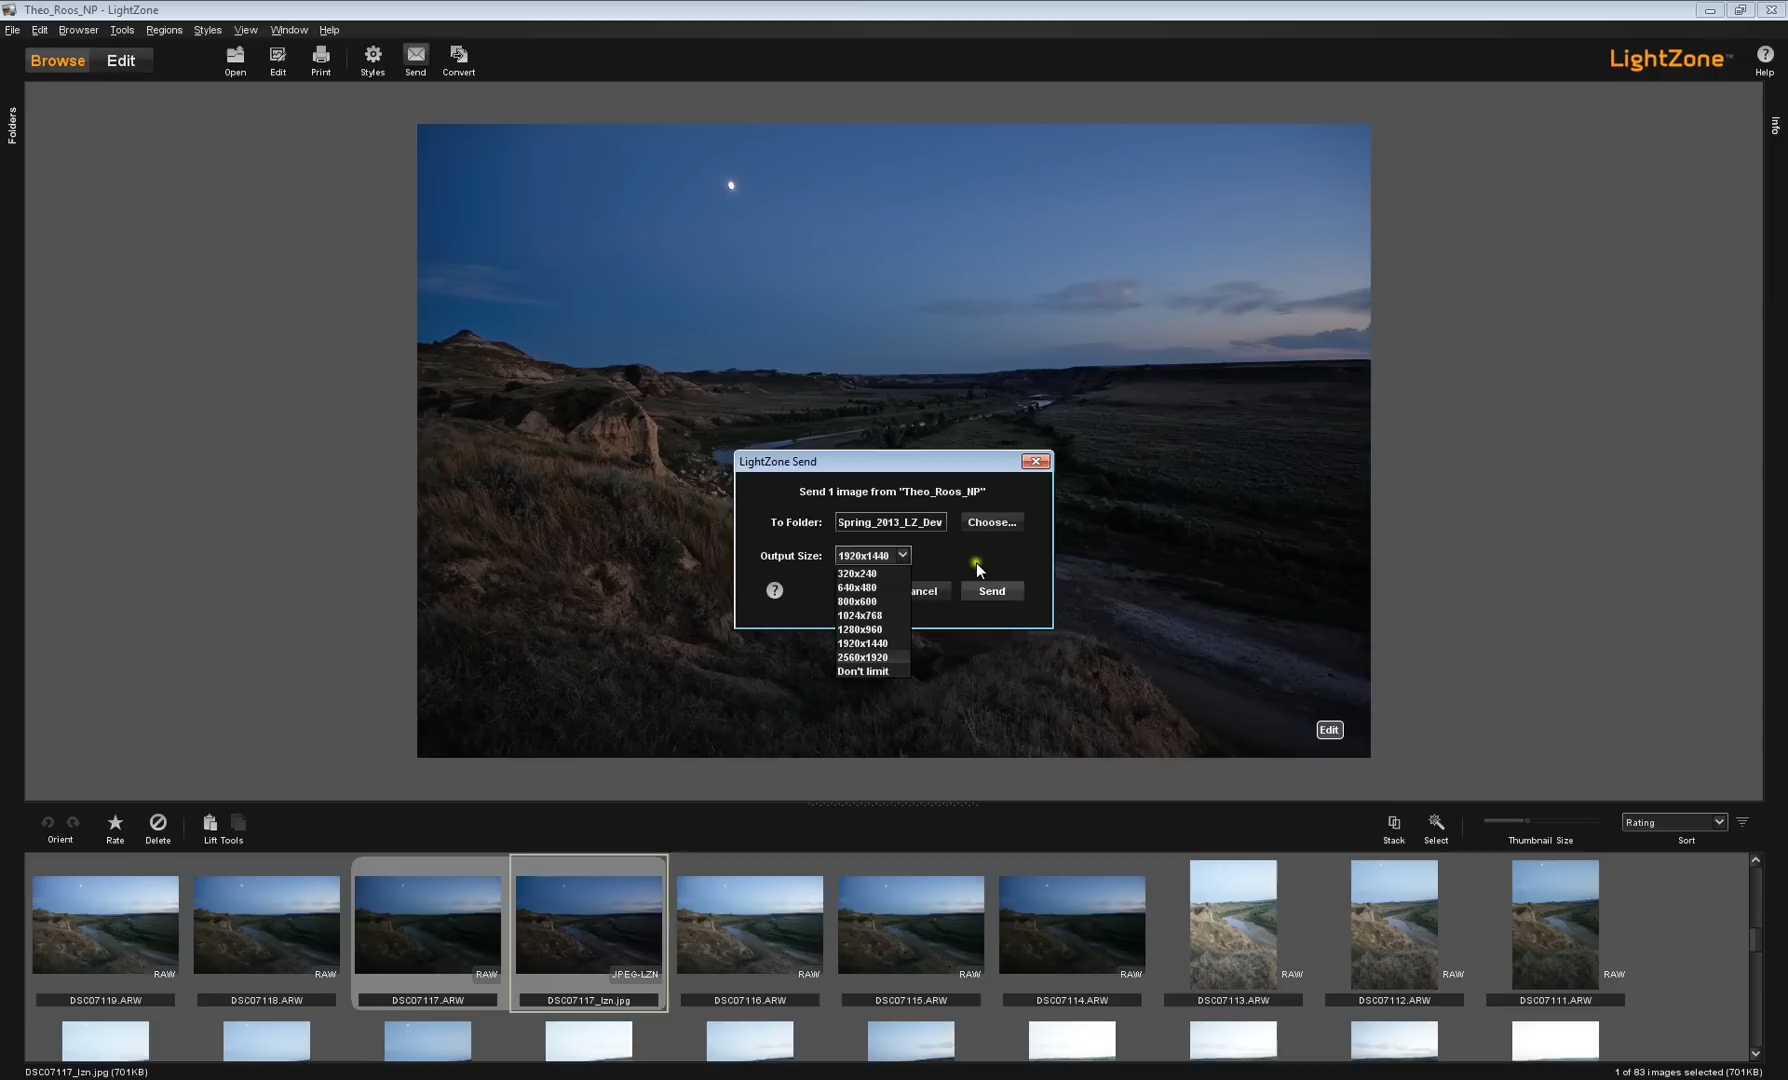 Theo_Roos_NP - LightZone
File Edit Browser Tools Regions Styles View Window Help
Browse Edit
Open Edit Print Styles Send Convert
LightZone™
Help
Folders
Info
LightZone Send
Send 1 image from "Theo_Roos_NP"
To Folder: Spring_2013_LZ_Dev Choose...
Output Size: 1920x1440
320x240
640x480
800x600
1024x768
1280x960
1920x1440
2560x1920
Don't limit
? ancel Send
Edit
Orient Rate Delete Lift Tools
Stack Select Thumbnail Size
Rating
Sort
RAW RAW RAW JPEG-LZN RAW RAW RAW RAW RAW RAW
DSC07119.ARW DSC07118.ARW DSC07117.ARW DSC07117_lzn.jpg DSC07116.ARW DSC07115.ARW DSC07114.ARW DSC07113.ARW DSC07112.ARW DSC07111.ARW
DSC07117_lzn.jpg (701KB)
1 of 83 images selected (701KB)